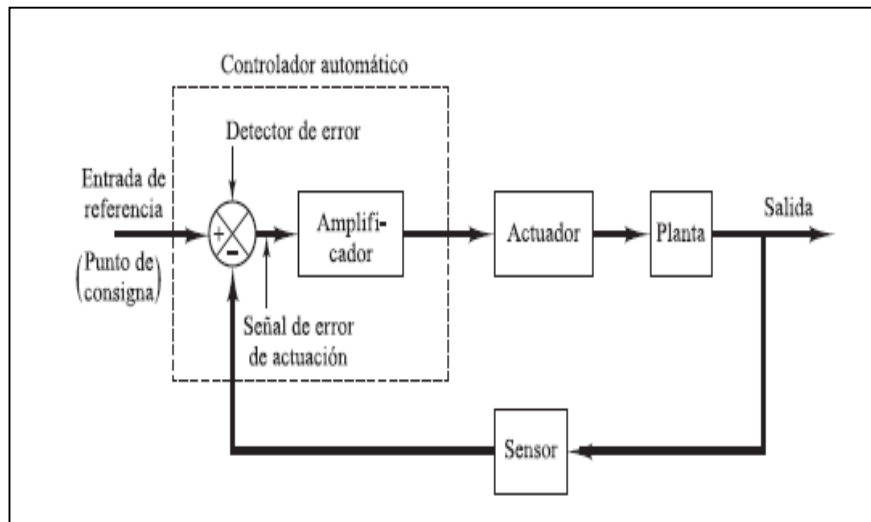 Controlador automático
Detector de error
Entrada de
referencia
(Punto de
consigna)
+
-
Amplifi-
cador
Actuador
Planta
Salida
Señal de error
de actuación
Sensor